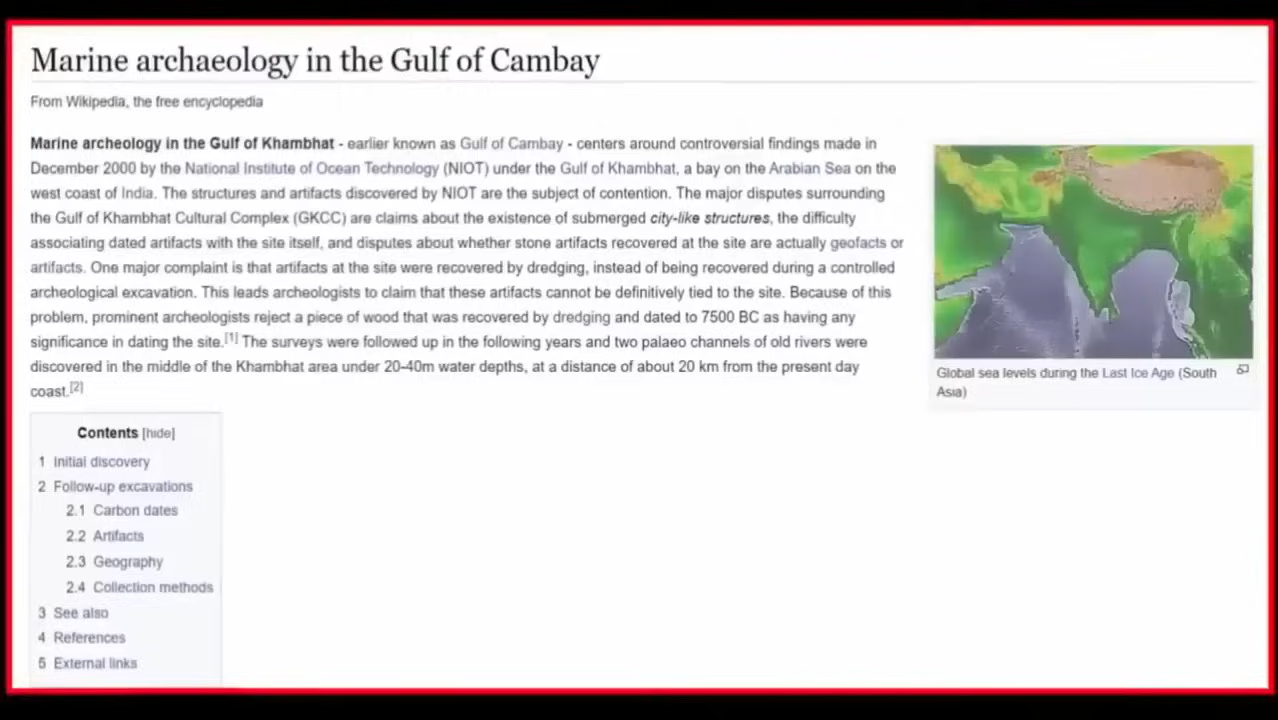 Marine archaeology in the Gulf of Cambay
From Wikipedia, the free encyclopedia
Marine archeology in the Gulf of Khambhat - earlier known as Gulf of Cambay - centers around controversial findings made in
December 2000 by the National Institute of Ocean Technology (NIOT) under the Gulf of Khambhat, a bay on the Arabian Sea on the
west coast of India. The structures and artifacts discovered by NIOT are the subject of contention. The major disputes surrounding
the Gulf of Khambhat Cultural Complex (GKCC) are claims about the existence of submerged city-like structures, the difficulty
associating dated artifacts with the site itself, and disputes about whether stone artifacts recovered at the site are actually geofacts or
artifacts. One major complaint is that artifacts at the site were recovered by dredging, instead of being recovered during a controlled
archeological excavation. This leads archeologists to claim that these artifacts cannot be definitively tied to the site. Because of this
problem, prominent archeologists reject a piece of wood that was recovered by dredging and dated to 7500 BC as having any
significance in dating the site.[1] The surveys were followed up in the following years and two palaeo channels of old rivers were
discovered in the middle of the Khambhat area under 20-40m water depths, at a distance of about 20 km from the present day
coast.[2]
Global sea levels during the Last Ice Age (South
Asia)
Contents [hide]
1 Initial discovery
2 Follow-up excavations
2.1 Carbon dates
2.2 Artifacts
2.3 Geography
2.4 Collection methods
3 See also
4 References
5 External links